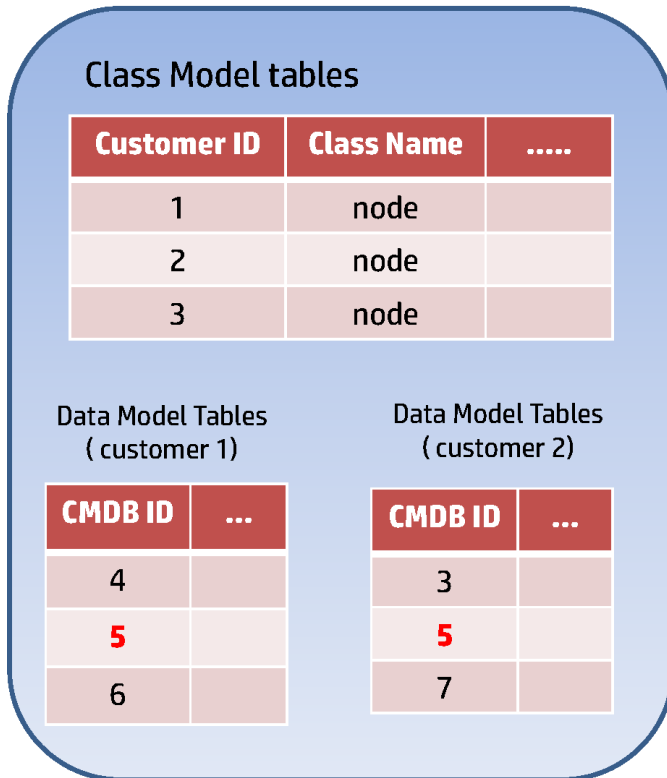 Class Model tables
Customer ID Class Name .....
1 node
2 node
3 node
Data Model Tables
( customer 1)
CMDB ID ...
4
5
6
Data Model Tables
( customer 2)
CMDB ID ...
3
5
7